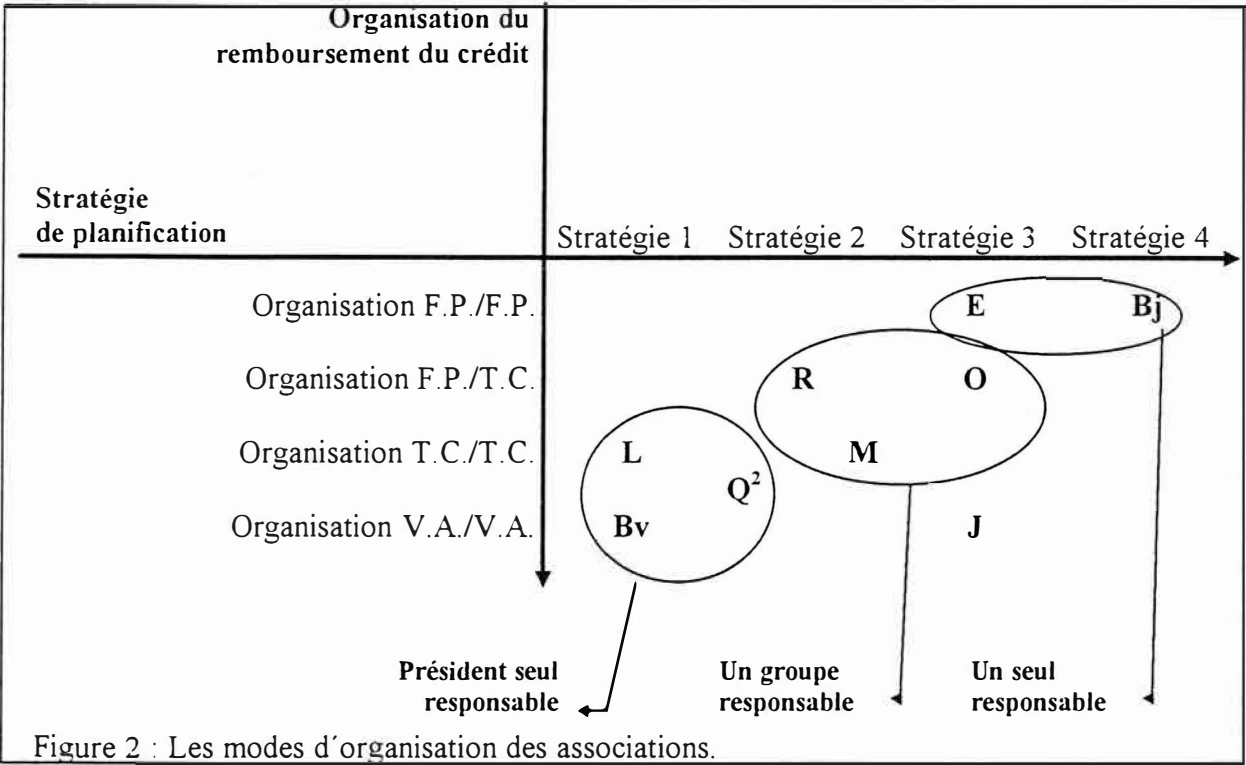 Organisation du
remboursement du crédit
Stratégie
de planification
Stratégie 1 Stratégie 2 Stratégie 3 Stratégie 4
Organisation F.P./F.P. E Bj
Organisation F.P./T.C. R O
Organisation T.C./T.C. L M
Q²
Organisation V.A./V.A. Bv J
Président seul
responsable
Un groupe
responsable
Un seul
responsable
Figure 2 : Les modes d´organisation des associations.